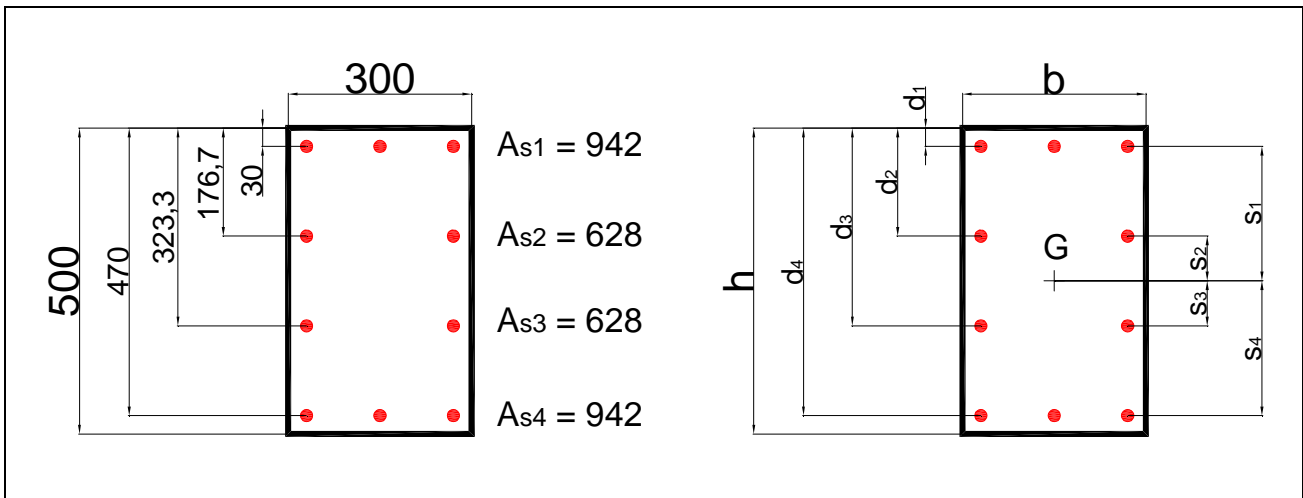 300
500
470
323,3
176,7
30
As1 = 942
As2 = 628
As3 = 628
As4 = 942
b
h
d1
d2
d3
d4
G
s1
s2
s3
s4